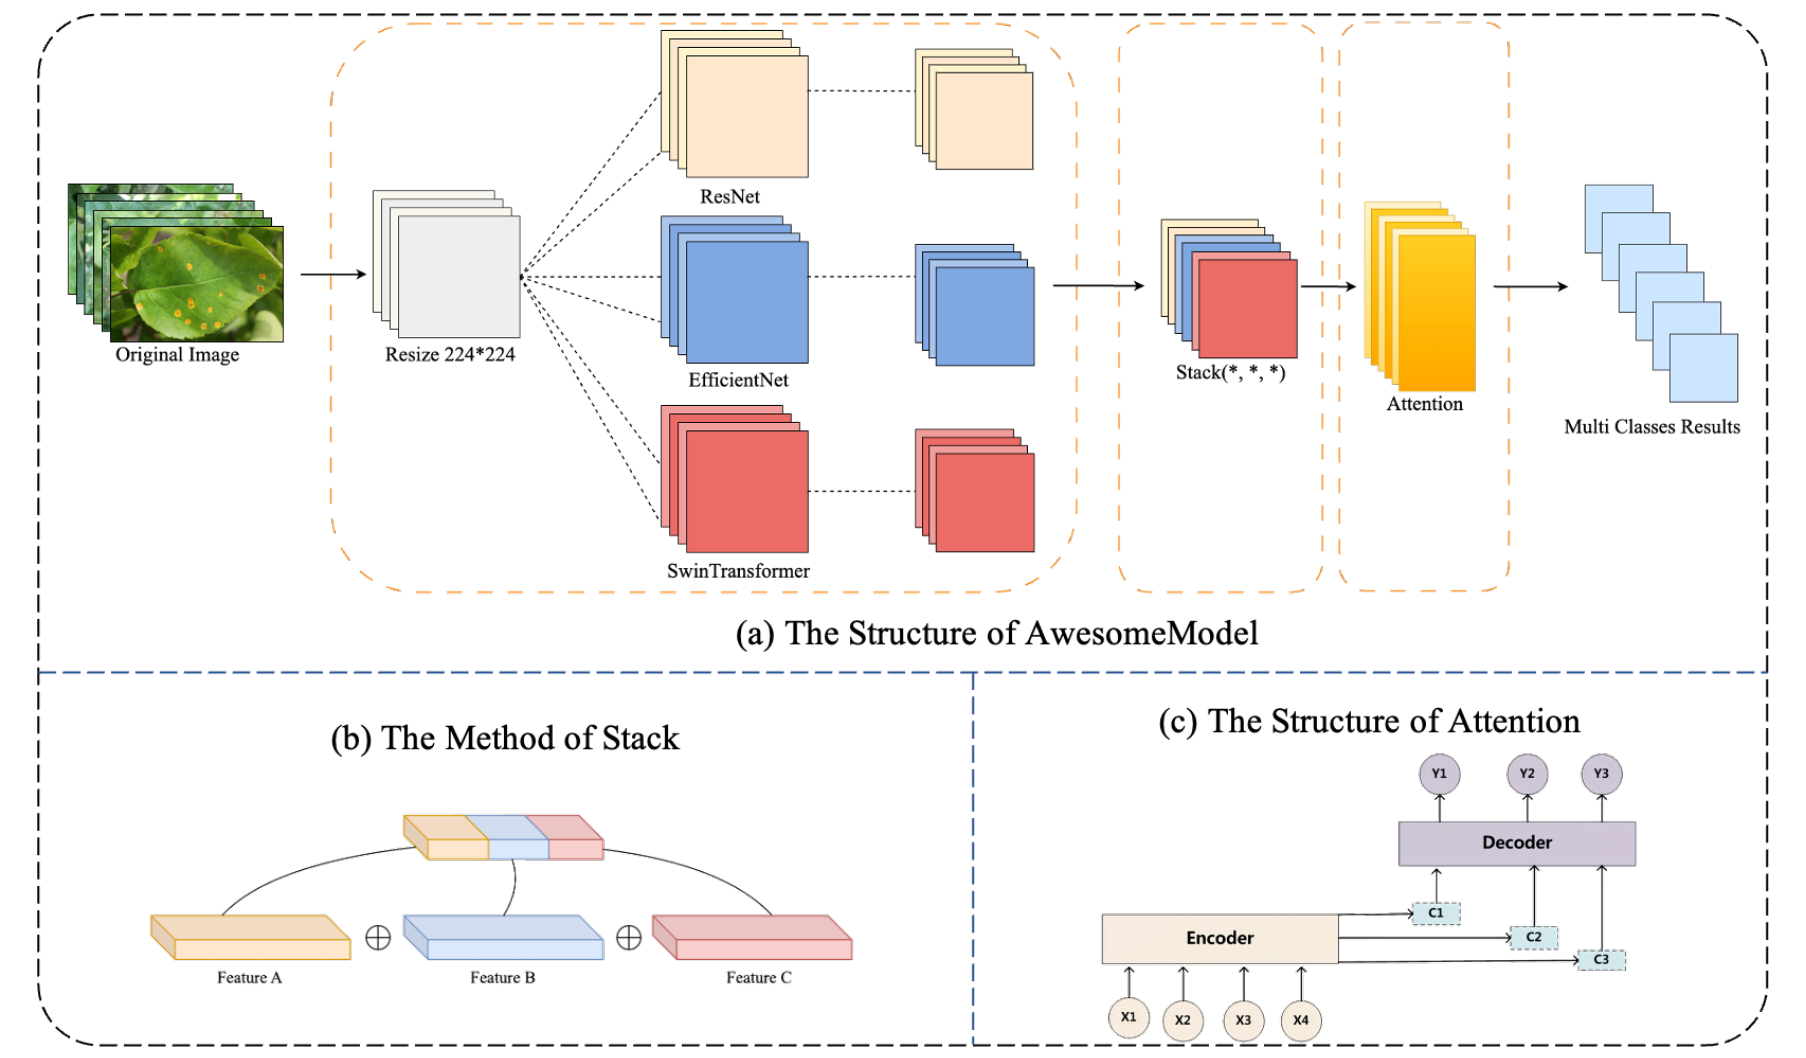 ResNet
Original Image
Resize 224*224
EfficientNet
Stack(*, *, *)
Attention
Multi Classes Results
SwinTransformer
(a) The Structure of AwesomeModel
(b) The Method of Stack
Feature A
Feature B
Feature C
(c) The Structure of Attention
Y1 Y2 Y3
Decoder
C1
Encoder
C2
C3
X1 X2 X3 X4